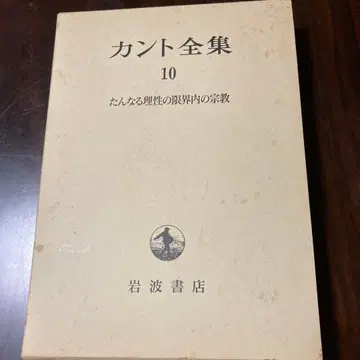 カント全集
10
たんなる理性の限界内の宗教
岩波書店